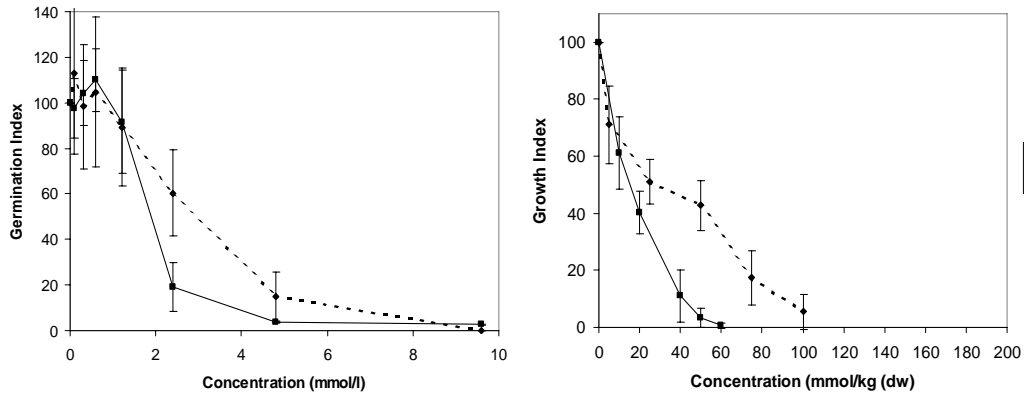 140
120
100
80
60
40
20
0
Germination Index
0 2 4 6 8 10
Concentration (mmol/l)
100
80
60
40
20
0
Growth Index
0 20 40 60 80 100 120 140 160 180 200
Concentration (mmol/kg (dw)